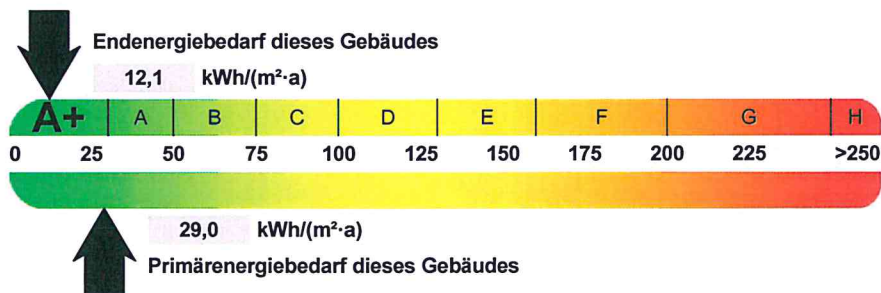 Endenergiebedarf dieses Gebäudes
12,1 kWh/(m²·a)
A+ A B C D E F G H
0 25 50 75 100 125 150 175 200 225 >250
29,0 kWh/(m²·a)
Primärenergiebedarf dieses Gebäudes